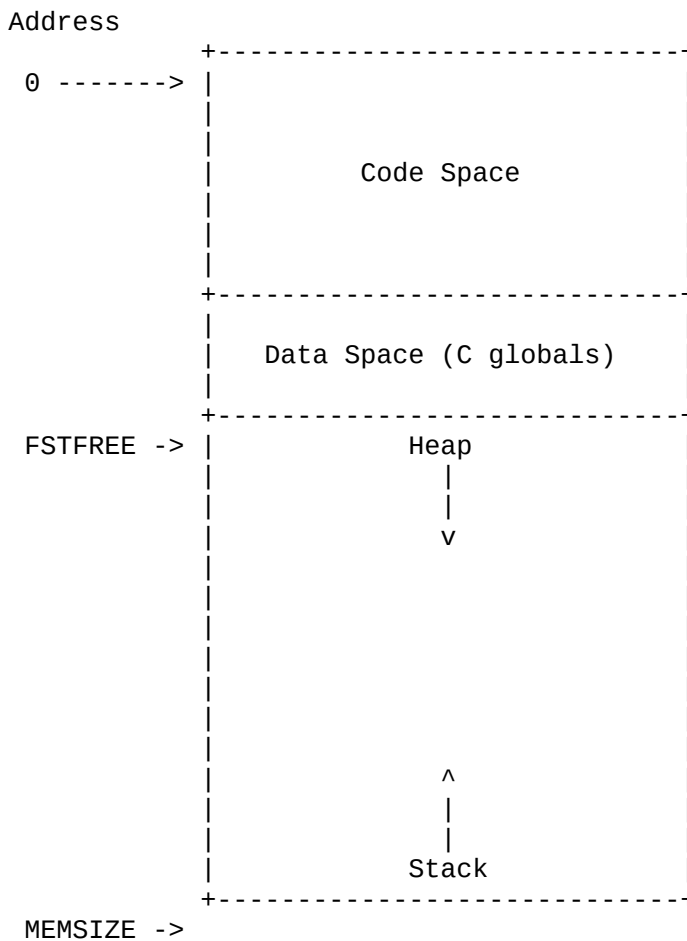 Address
0 ------->
Code Space
Data Space (C globals)
FSTFREE -> Heap
|
|
v
^
|
|
Stack
MEMSIZE ->